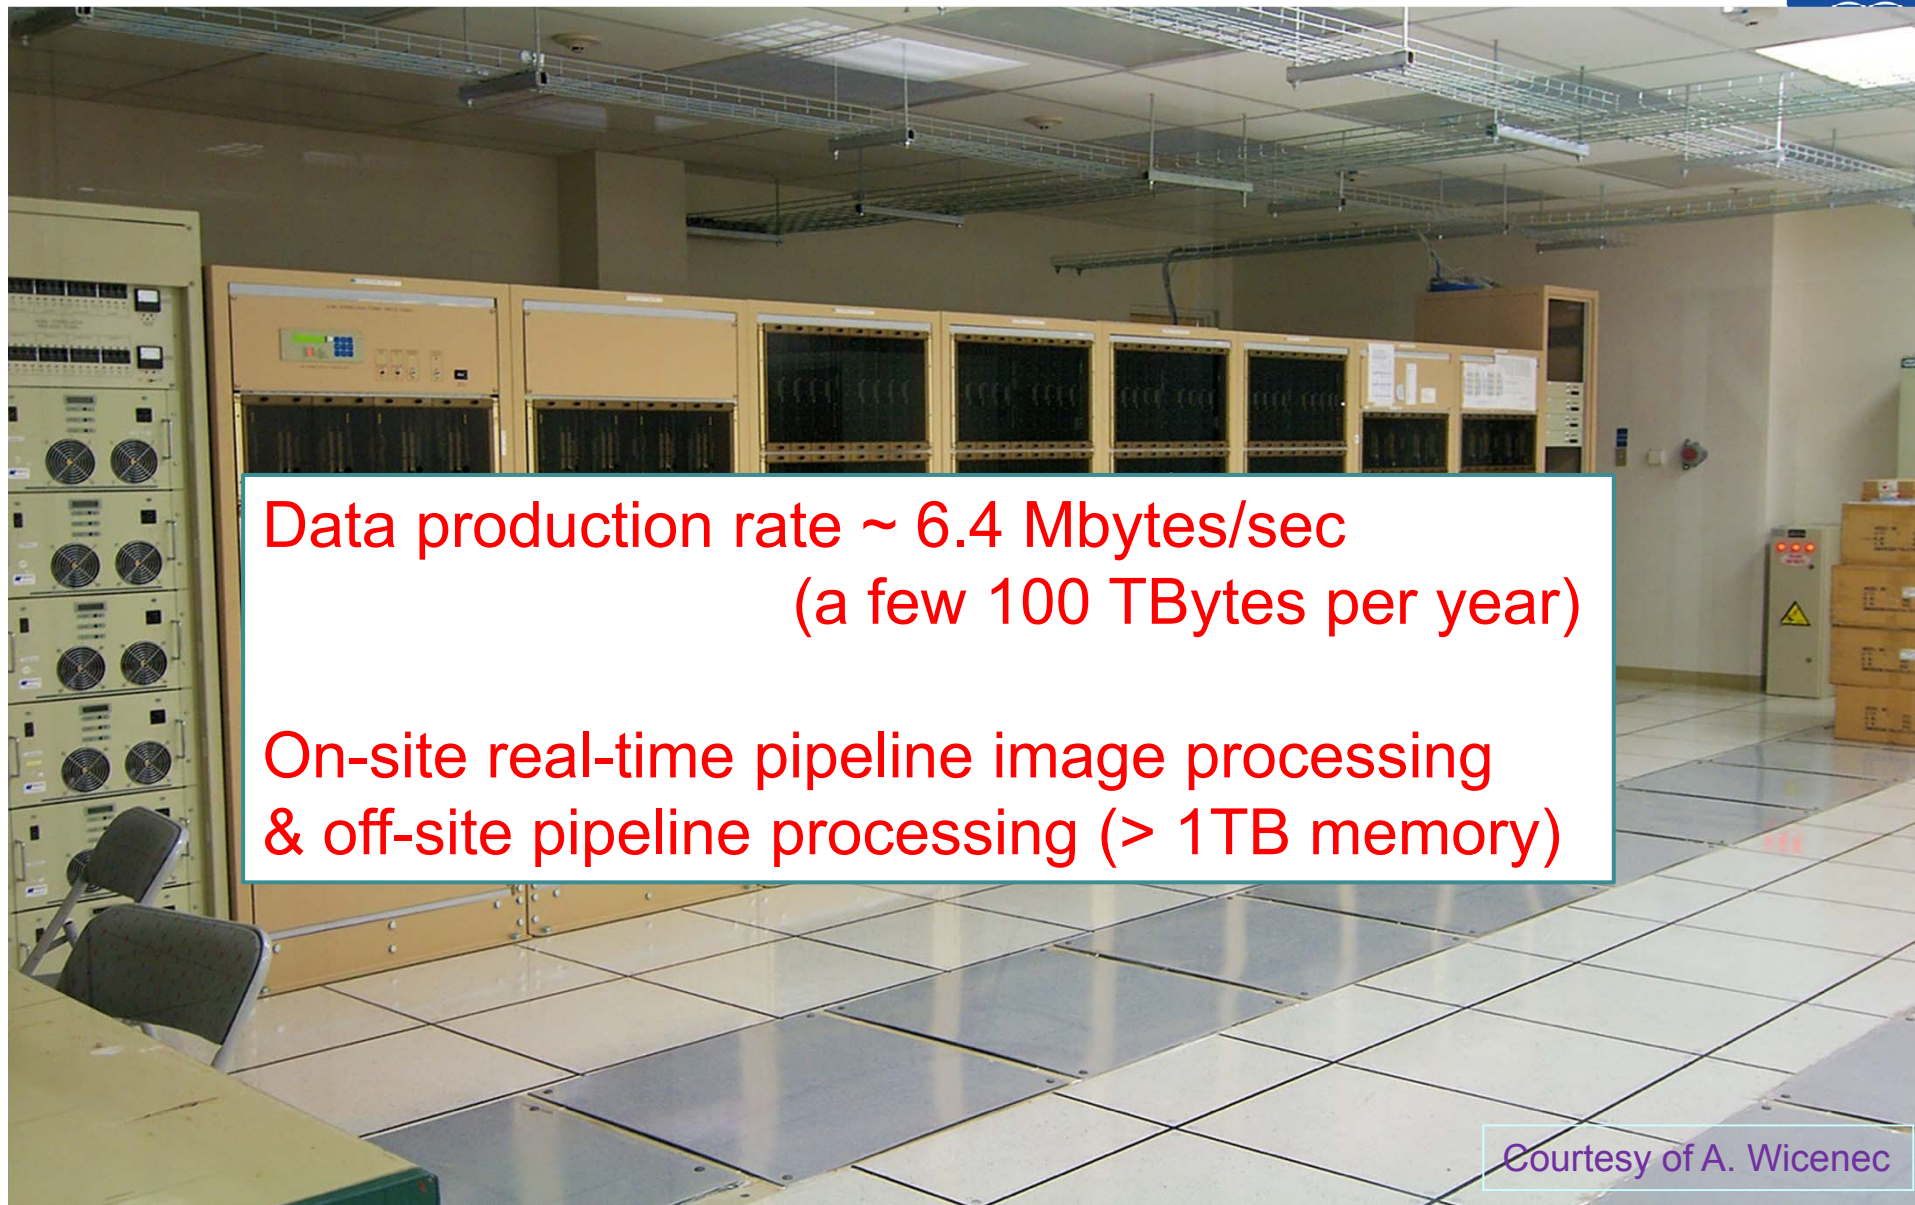 Data production rate ~ 6.4 Mbytes/sec
(a few 100 TBytes per year)
On-site real-time pipeline image processing
& off-site pipeline processing (> 1TB memory)
Courtesy of A. Wicenec